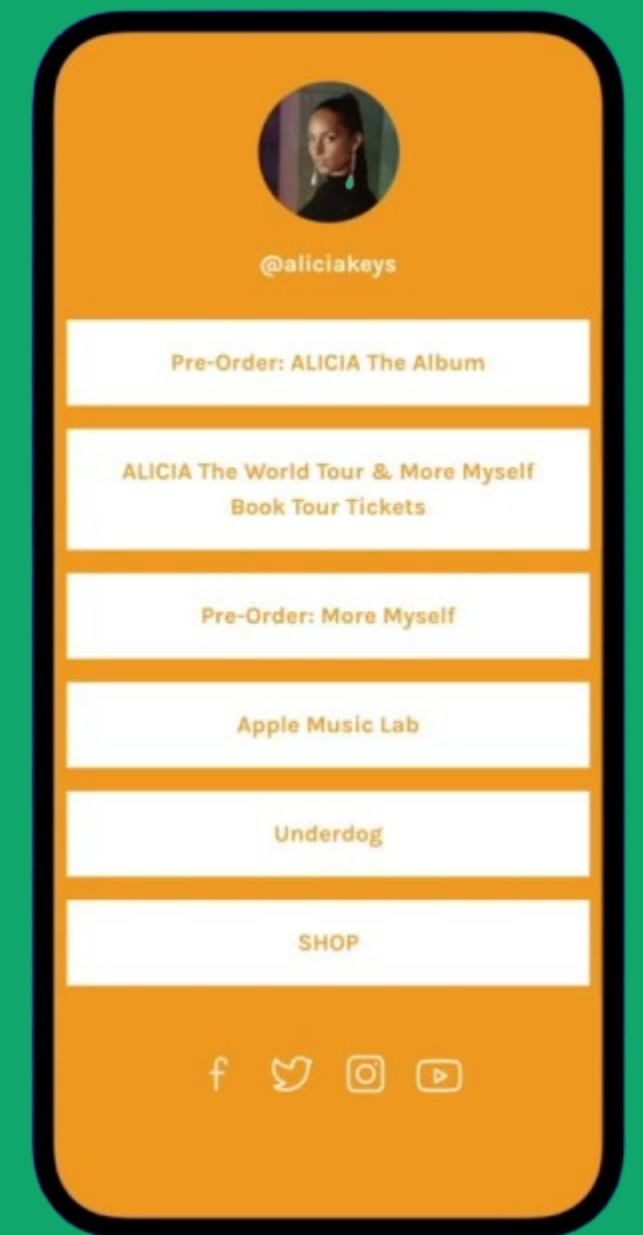 @aliciakeys
Pre-Order: ALICIA The Album
ALICIA The World Tour & More Myself
Book Tour Tickets
Pre-Order: More Myself
Apple Music Lab
Underdog
SHOP